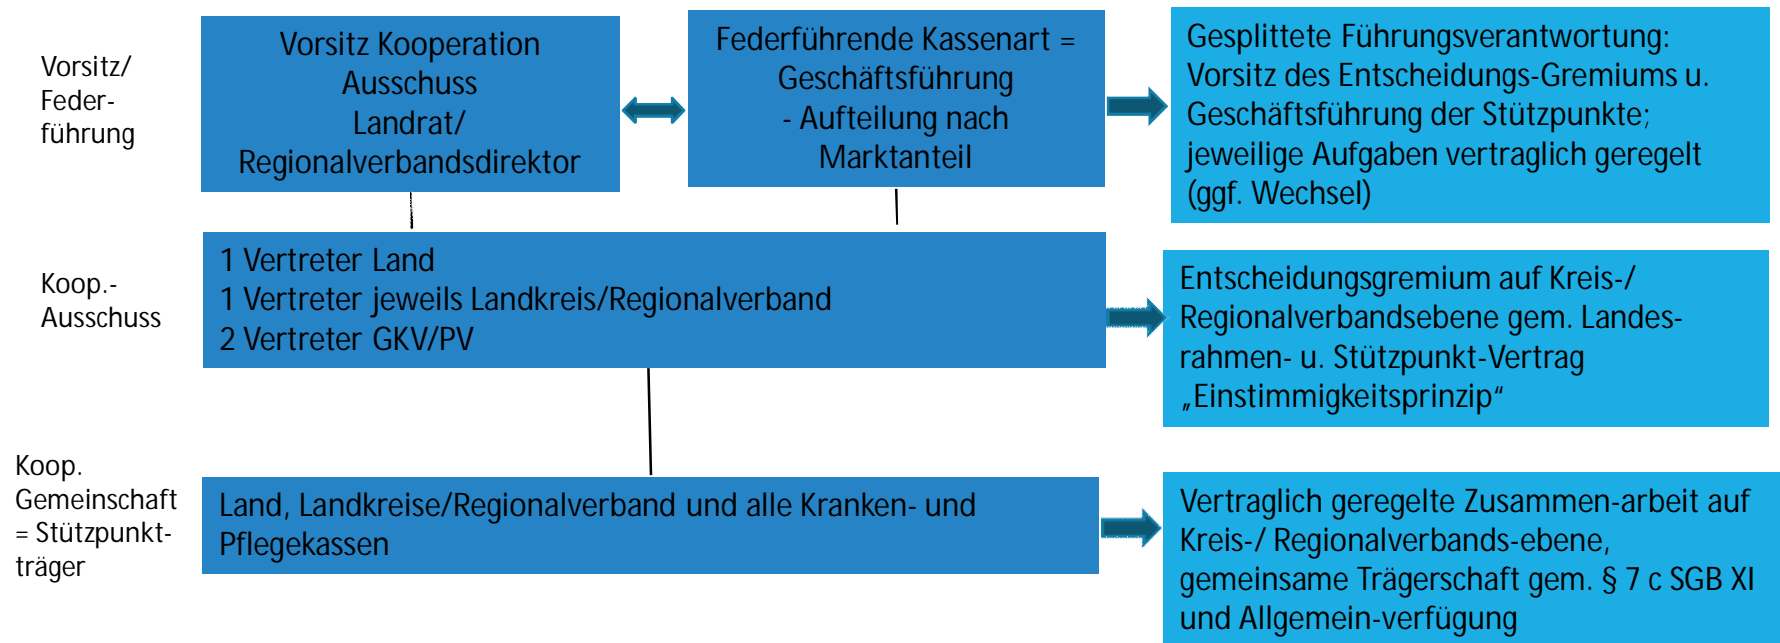 Vorsitz/
Feder-
führung
Vorsitz Kooperation
Ausschuss
Landrat/
Regionalverbandsdirektor
Federführende Kassenart =
Geschäftsführung
- Aufteilung nach
Marktanteil
Gesplittete Führungsverantwortung:
Vorsitz des Entscheidungs-Gremiums u.
Geschäftsführung der Stützpunkte;
jeweilige Aufgaben vertraglich geregelt
(ggf. Wechsel)
Koop.-
Ausschuss
1 Vertreter Land
1 Vertreter jeweils Landkreis/Regionalverband
2 Vertreter GKV/PV
Entscheidungsgremium auf Kreis-/
Regionalverbandsebene gem. Landes-
rahmen- u. Stützpunkt-Vertrag
„Einstimmigkeitsprinzip“
Koop.
Gemeinschaft
= Stützpunkt-
träger
Land, Landkreise/Regionalverband und alle Kranken- und
Pflegekassen
Vertraglich geregelte Zusammen-arbeit auf
Kreis-/ Regionalverbands-ebene,
gemeinsame Trägerschaft gem. § 7 c SGB XI
und Allgemein-verfügung